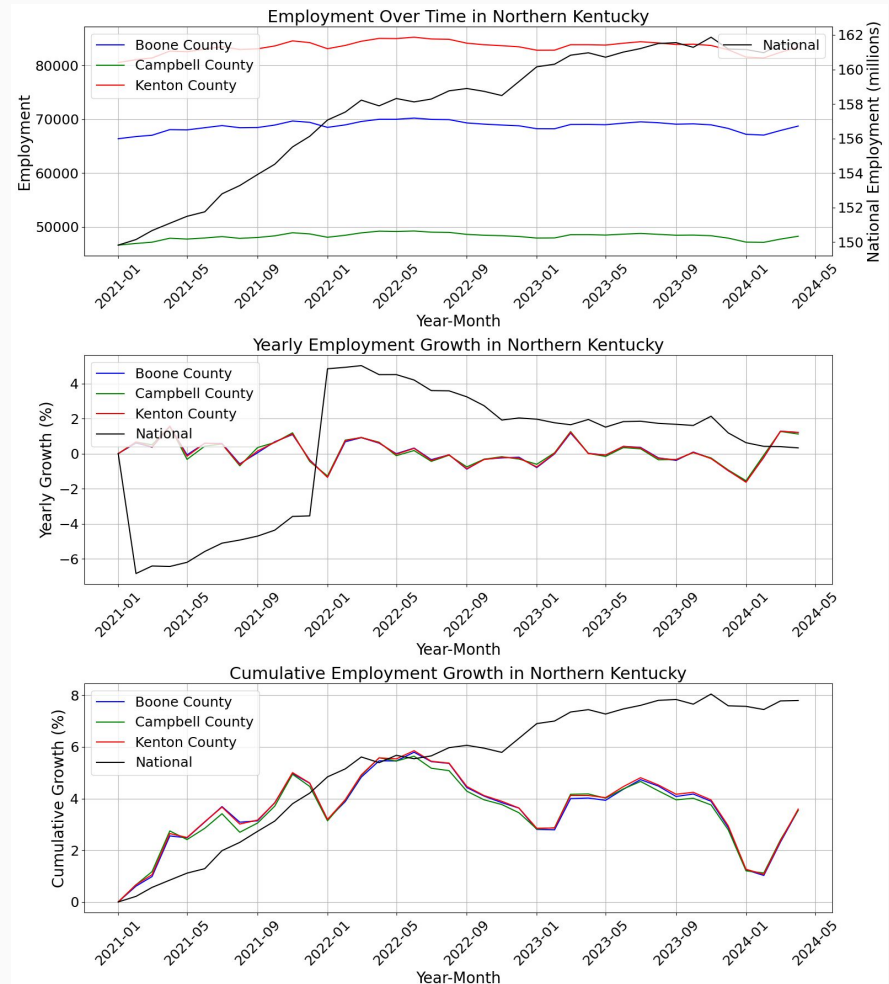 Employment Over Time in Northern Kentucky
Boone County
Campbell County
Kenton County
National
80000
70000
60000
50000
Employment
162
160
158
156
154
152
150
National Employment (millions)
2021-01
2021-05
2021-09
2022-01
2022-05
2022-09
2023-01
2023-05
2023-09
2024-01
2024-05
Year-Month
Yearly Employment Growth in Northern Kentucky
Boone County
Campbell County
Kenton County
National
4
2
0
−2
−4
−6
Yearly Growth (%)
2021-01
2021-05
2021-09
2022-01
2022-05
2022-09
2023-01
2023-05
2023-09
2024-01
2024-05
Year-Month
Cumulative Employment Growth in Northern Kentucky
Boone County
Campbell County
Kenton County
National
8
6
4
2
0
Cumulative Growth (%)
2021-01
2021-05
2021-09
2022-01
2022-05
2022-09
2023-01
2023-05
2023-09
2024-01
2024-05
Year-Month